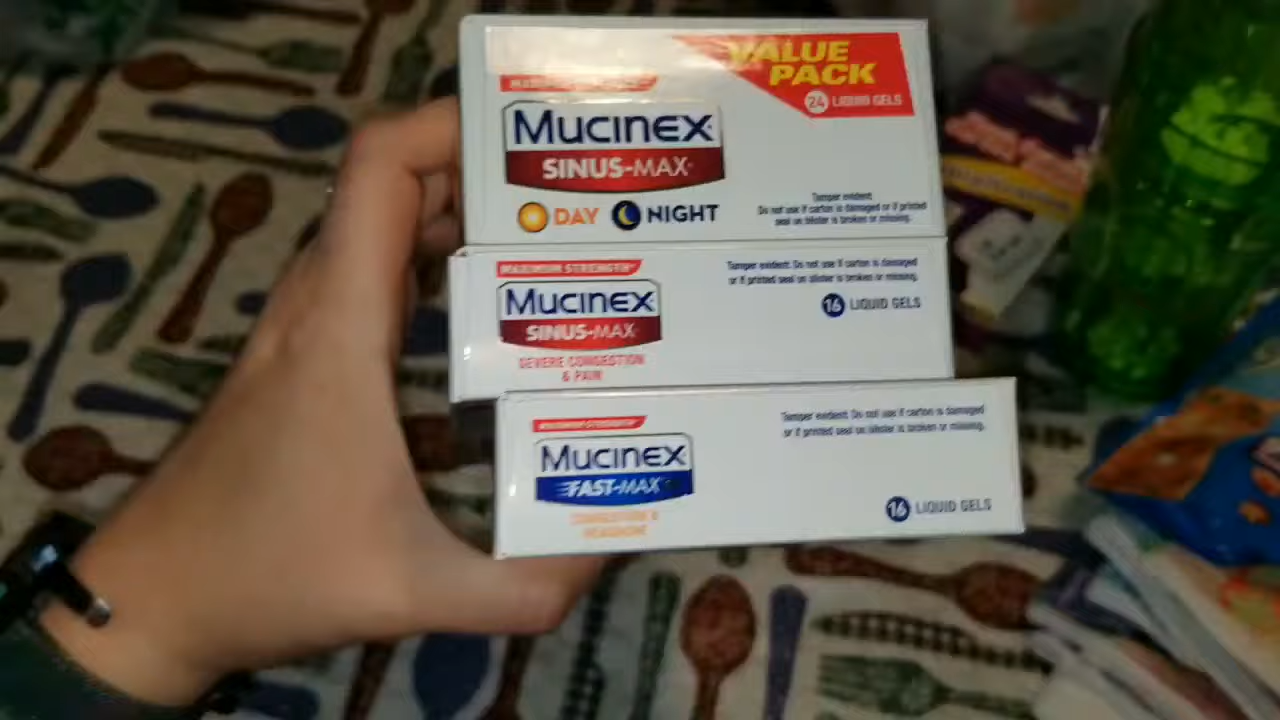 VALUE
PACK
24 LIQUID GELS
Mucinex
SINUS-MAX
DAY NIGHT
Tamper evident.
Do not use if carton is damaged or if printed
seal on blister is broken or missing.
MAXIMUM STRENGTH
Mucinex
SINUS-MAX
SEVERE CONGESTION
& PAIN
Tamper evident. Do not use if carton is damaged
or if printed seal on blister is broken or missing.
16 LIQUID GELS
MAXIMUM STRENGTH
Mucinex
FAST-MAX
HEADACHE
Tamper evident. Do not use if carton is damaged
or if printed seal on blister is broken or missing.
16 LIQUID GELS